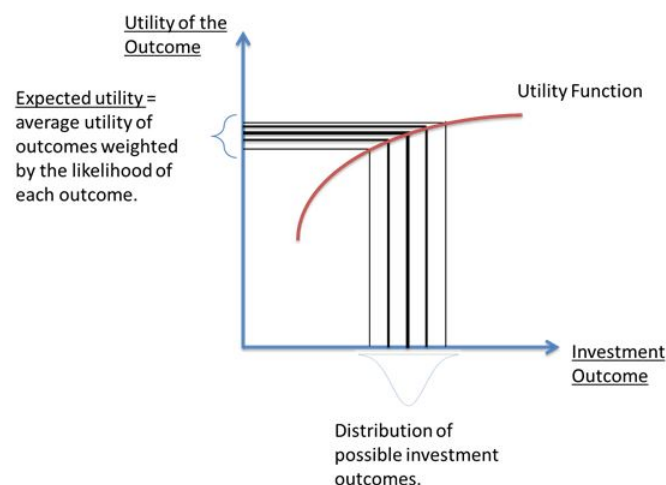 Utility of the
Outcome
Utility Function
Expected utility =
average utility of
outcomes weighted
by the likelihood of
each outcome.
Investment
Outcome
Distribution of
possible investment
outcomes.